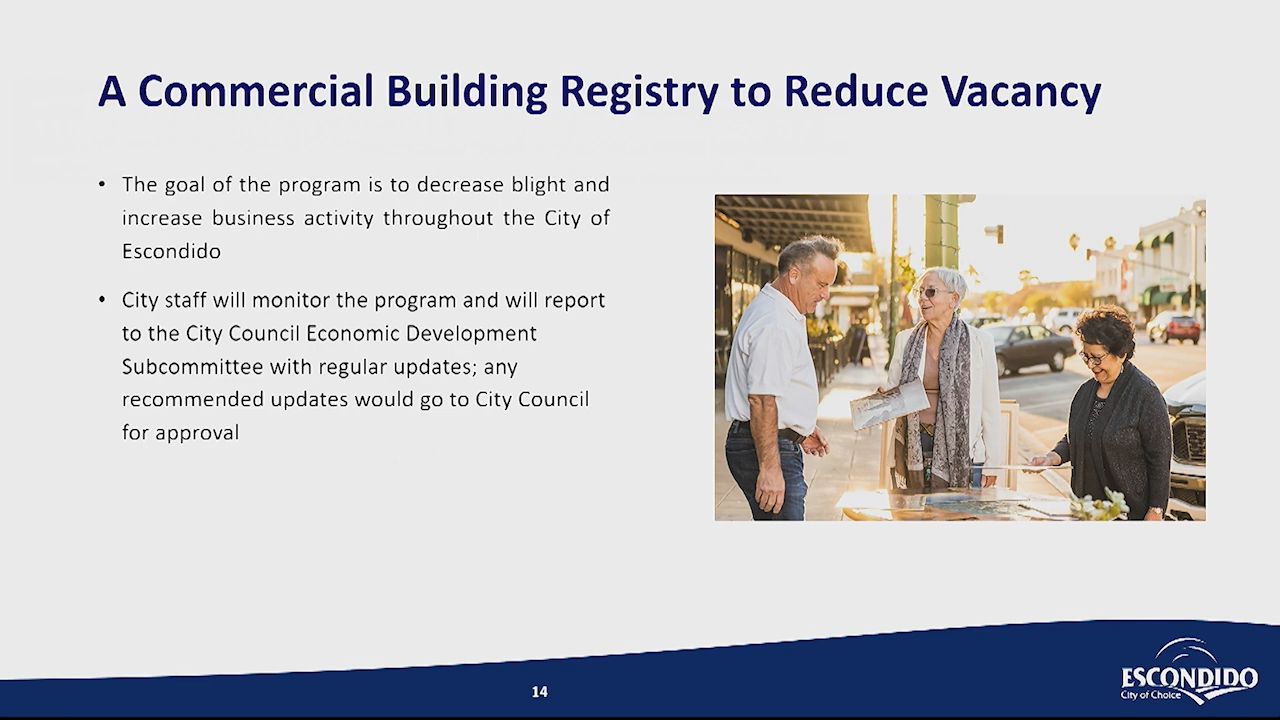 A Commercial Building Registry to Reduce Vacancy
• The goal of the program is to decrease blight and
increase business activity throughout the City of
Escondido
• City staff will monitor the program and will report
to the City Council Economic Development
Subcommittee with regular updates; any
recommended updates would go to City Council
for approval
14
ESCONDIDO
City of Choice